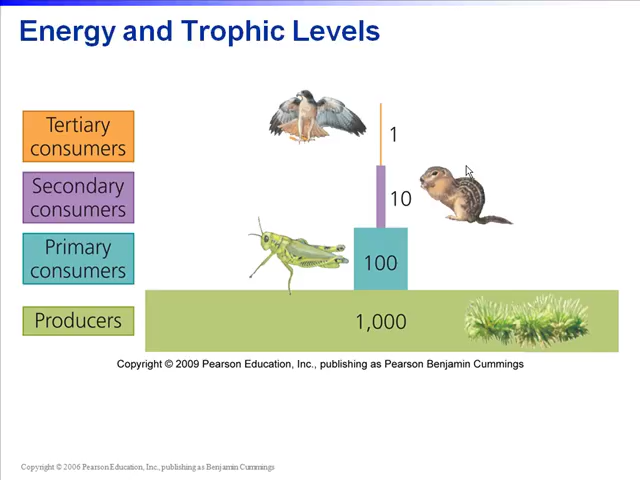 Energy and Trophic Levels
Tertiary
consumers
1
Secondary
consumers
10
Primary
consumers
100
Producers
1,000
Copyright © 2009 Pearson Education, Inc., publishing as Pearson Benjamin Cummings
Copyright © 2006 Pearson Education, Inc., publishing as Benjamin Cummings